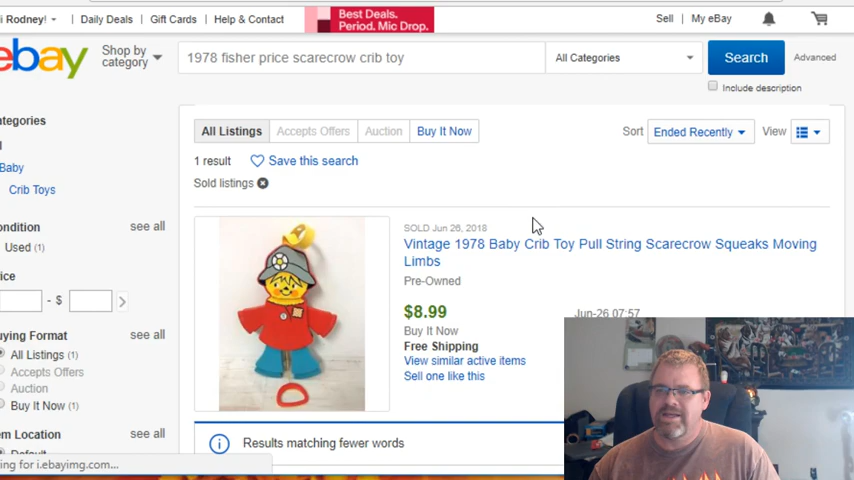 i Rodney! Daily Deals Gift Cards Help & Contact
Best Deals.
Period. Mic Drop.
Sell My eBay
ebay
Shop by
category
1978 fisher price scarecrow crib toy
All Categories
Search
Advanced
Include description
ategories
Baby
Crib Toys
ondition see all
Used (1)
ice
- $
uying Format see all
All Listings (1)
Accepts Offers
Auction
Buy It Now (1)
em Location see all
Default
ng for i.ebayimg.com...
All Listings Accepts Offers Auction Buy It Now
Sort Ended Recently View
1 result Save this search
Sold listings
SOLD Jun 26, 2018
Vintage 1978 Baby Crib Toy Pull String Scarecrow Squeaks Moving
Limbs
Pre-Owned
$8.99 Jun-26 07:57
Buy It Now
Free Shipping
View similar active items
Sell one like this
Results matching fewer words